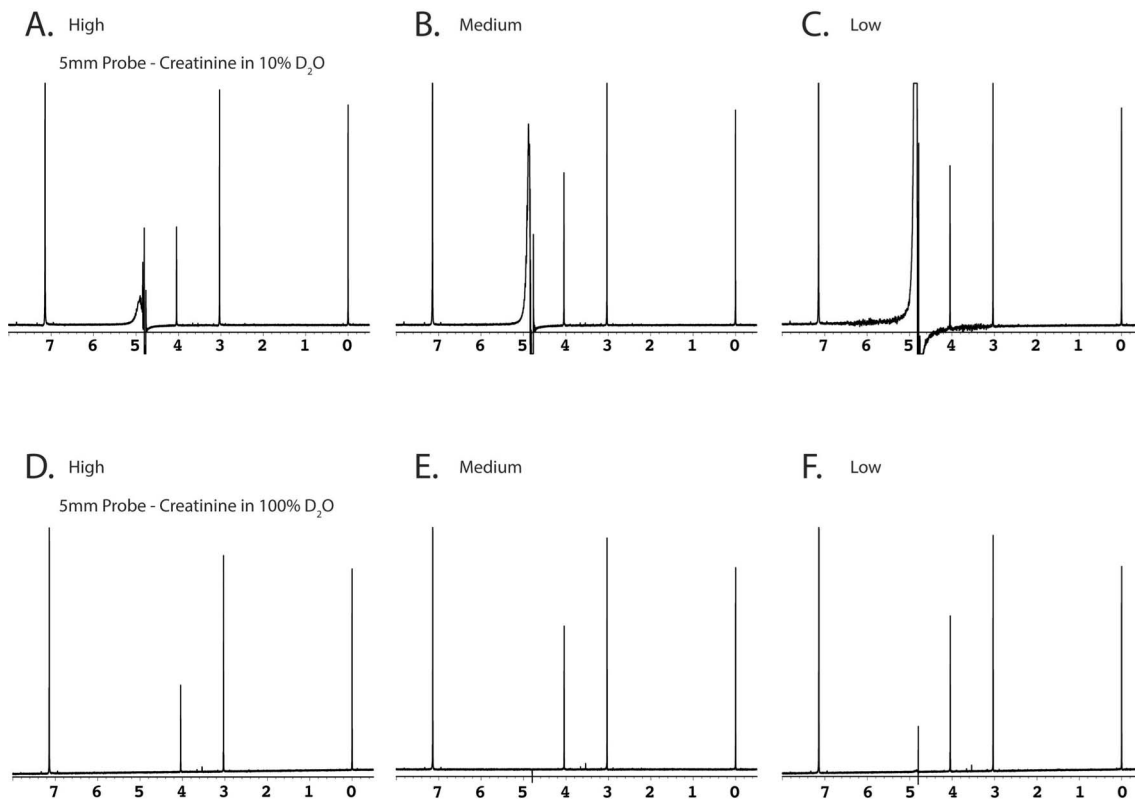 A. High
B. Medium
C. Low
5mm Probe - Creatinine in 10% D₂O
7 6 5 4 3 2 1 0
7 6 5 4 3 2 1 0
7 6 5 4 3 2 1 0
D. High
E. Medium
F. Low
5mm Probe - Creatinine in 100% D₂O
7 6 5 4 3 2 1 0
7 6 5 4 3 2 1 0
7 6 5 4 3 2 1 0